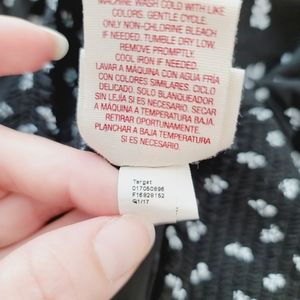 MACHINE WASH COLD WITH LIKE
COLORS. GENTLE CYCLE.
ONLY NON-CHLORINE BLEACH
IF NEEDED. TUMBLE DRY LOW.
REMOVE PROMPTLY.
COOL IRON IF NEEDED.
LAVAR A MÁQUINA CON AGUA FRÍA
CON COLORES SIMILARES. CICLO
DELICADO. SOLO BLANQUEADOR
SIN LEJÍA SI ES NECESARIO. SECAR
A MÁQUINA A TEMPERATURA BAJA.
RETIRAR OPORTUNAMENTE.
PLANCHAR A BAJA TEMPERATURA
SI ES NECESARIO.
Target
017050896
F16828152
Q1/17